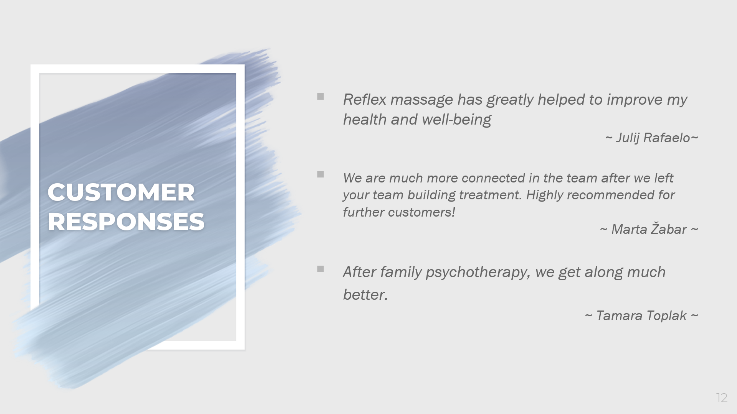 CUSTOMER
RESPONSES
Reflex massage has greatly helped to improve my
health and well-being
~ Julij Rafaelo~
We are much more connected in the team after we left
your team building treatment. Highly recommended for
further customers!
~ Marta Žabar ~
After family psychotherapy, we get along much
better.
~ Tamara Toplak ~
12